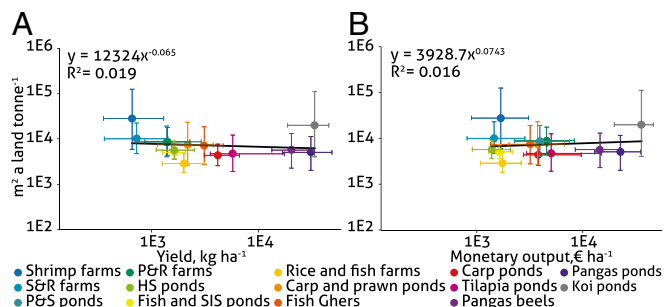 A
B
y = 12324x^-0.065
R² = 0.019
y = 3928.7x^0.0743
R² = 0.016
m² a land tonne⁻¹
1E6
1E5
1E4
1E3
1E2
1E3
1E4
Yield, kg ha⁻¹
1E6
1E5
1E4
1E3
1E2
1E3
1E4
Monetary output,€ ha⁻¹
Shrimp farms
P&R farms
Rice and fish farms
Carp ponds
Pangas ponds
S&R farms
HS ponds
Carp and prawn ponds
Tilapia ponds
Koi ponds
P&S ponds
Fish and SIS ponds
Fish Ghers
Pangas beels